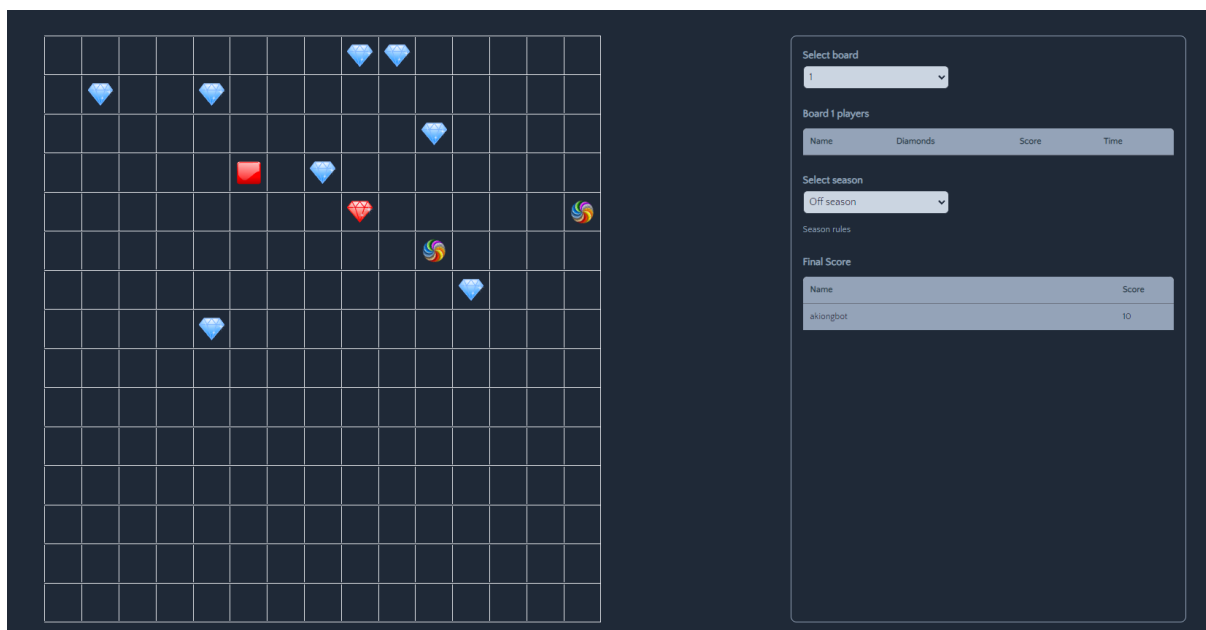 Select board
1
Board 1 players
Name Diamonds Score Time
Select season
Off season
Season rules
Final Score
Name Score
akiongbot 10